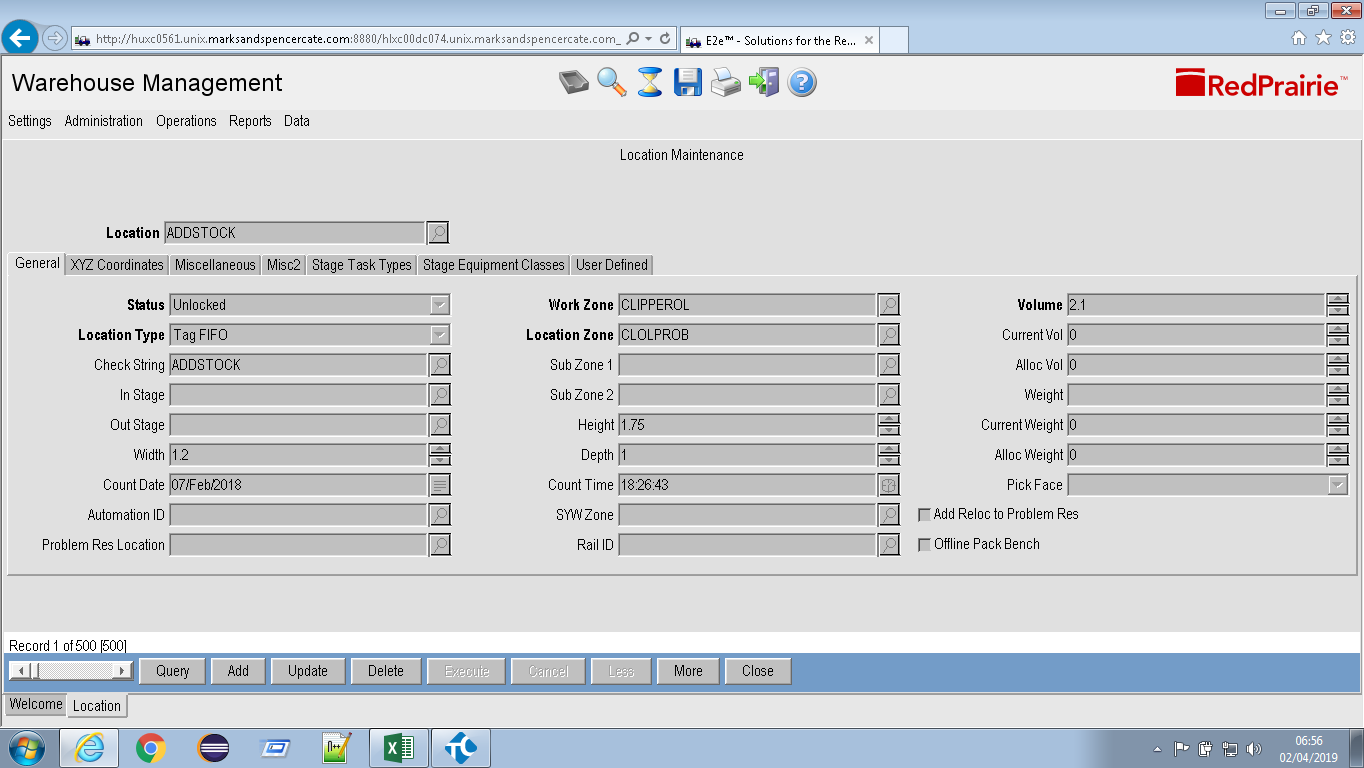 http://huxc0561.unix.marksandspencercate.com:8880/hlxc00dc074.unix.marksandspencercate.com_
E2e™ - Solutions for the Re...
Warehouse Management
RedPrairie™
Settings Administration Operations Reports Data
Location Maintenance
Location ADDSTOCK
General XYZ Coordinates Miscellaneous Misc2 Stage Task Types Stage Equipment Classes User Defined
Status Unlocked Work Zone CLIPPEROL Volume 2.1
Location Type Tag FIFO Location Zone CLOLPROB Current Vol 0
Check String ADDSTOCK Sub Zone 1 Alloc Vol 0
In Stage Sub Zone 2 Weight
Out Stage Height 1.75 Current Weight 0
Width 1.2 Depth 1 Alloc Weight 0
Count Date 07/Feb/2018 Count Time 18:26:43 Pick Face
Automation ID SYW Zone Add Reloc to Problem Res
Problem Res Location Rail ID Offline Pack Bench
Record 1 of 500 [500]
Query Add Update Delete Execute Cancel Less More Close
Welcome Location
06:56
02/04/2019